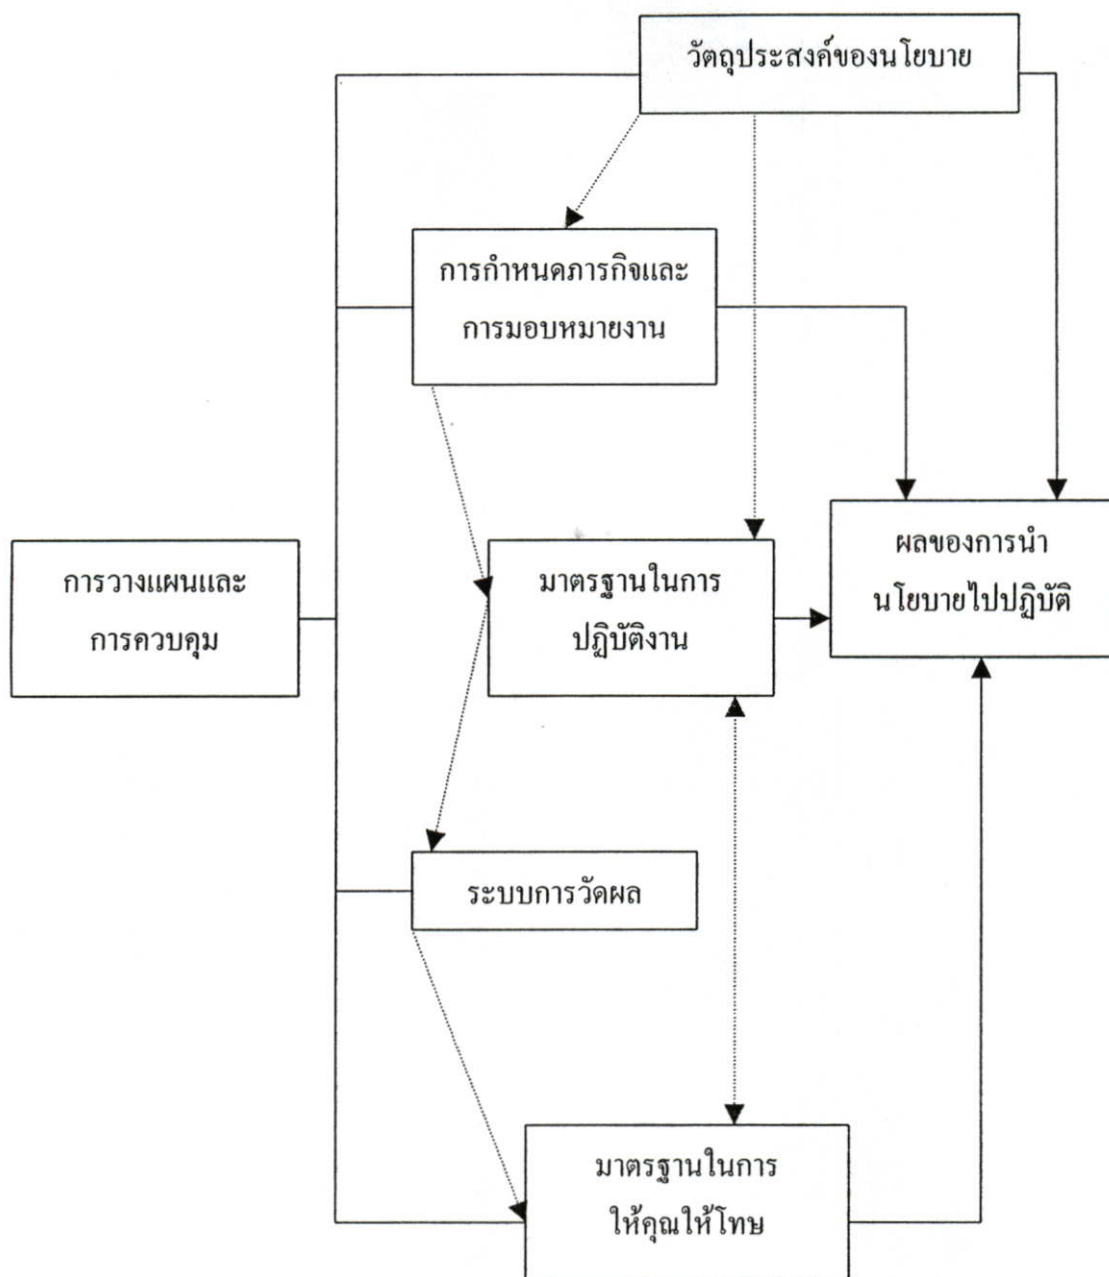 วัตถุประสงค์ของนโยบาย
การกำหนดภารกิจและ
การมอบหมายงาน
การวางแผนและ
การควบคุม
มาตรฐานในการ
ปฏิบัติงาน
ผลของการนำ
นโยบายไปปฏิบัติ
ระบบการวัดผล
มาตรฐานในการ
ให้คุณให้โทษ